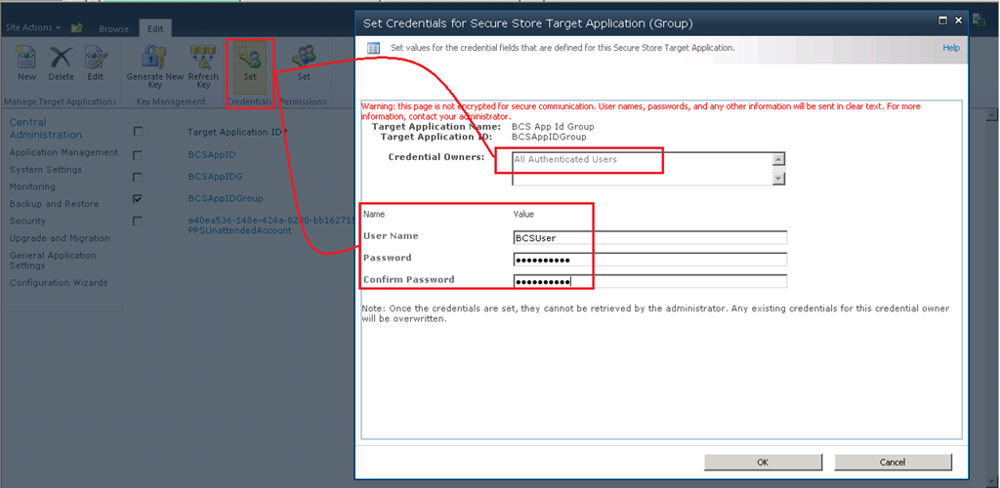 Site Actions
Browse
Edit
New
Delete
Edit
Generate New Key
Refresh Key
Set
Set
Manage Target Applications
Key Management
Credentials
Permissions
Central Administration
Application Management
System Settings
Monitoring
Backup and Restore
Security
Upgrade and Migration
General Application Settings
Configuration Wizards
Target Application ID
BCSAppID
BCSAppIDG
BCSAppIDGroup
PPSUnattendedAccount
Set Credentials for Secure Store Target Application (Group)
Set values for the credential fields that are defined for this Secure Store Target Application.
Help
Warning: this page is not encrypted for secure communication. User names, passwords, and any other information will be sent in clear text. For more
information, contact your administrator.
Target Application Name: BCS App Id Group
Target Application ID: BCSAppIDGroup
Credential Owners: All Authenticated Users
Name Value
User Name BCSUser
Password ●●●●●●●●●●
Confirm Password ●●●●●●●●●●
Note: Once the credentials are set, they cannot be retrieved by the administrator. Any existing credentials for this credential owner
will be overwritten.
OK
Cancel